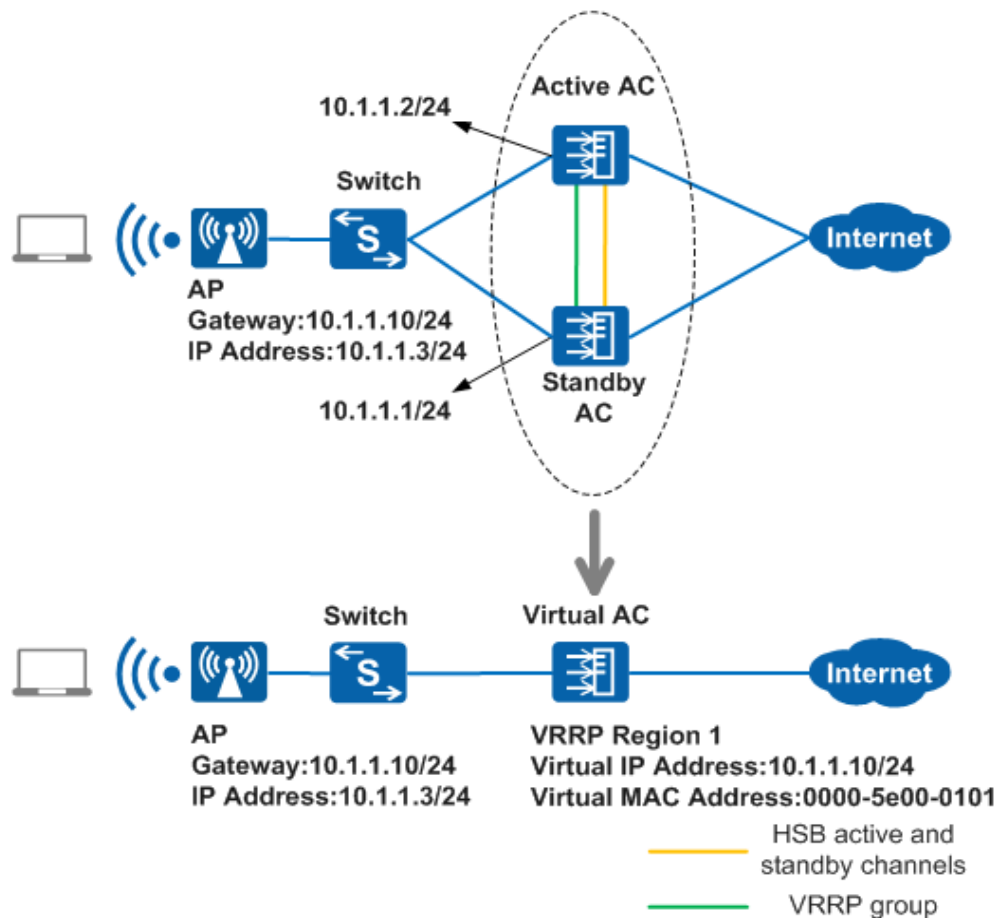 Active AC
10.1.1.2/24
Switch
S
Internet
AP
Gateway:10.1.1.10/24
IP Address:10.1.1.3/24
Standby
AC
10.1.1.1/24
Switch
Virtual AC
S
Internet
AP
Gateway:10.1.1.10/24
IP Address:10.1.1.3/24
VRRP Region 1
Virtual IP Address:10.1.1.10/24
Virtual MAC Address:0000-5e00-0101
HSB active and
standby channels
VRRP group